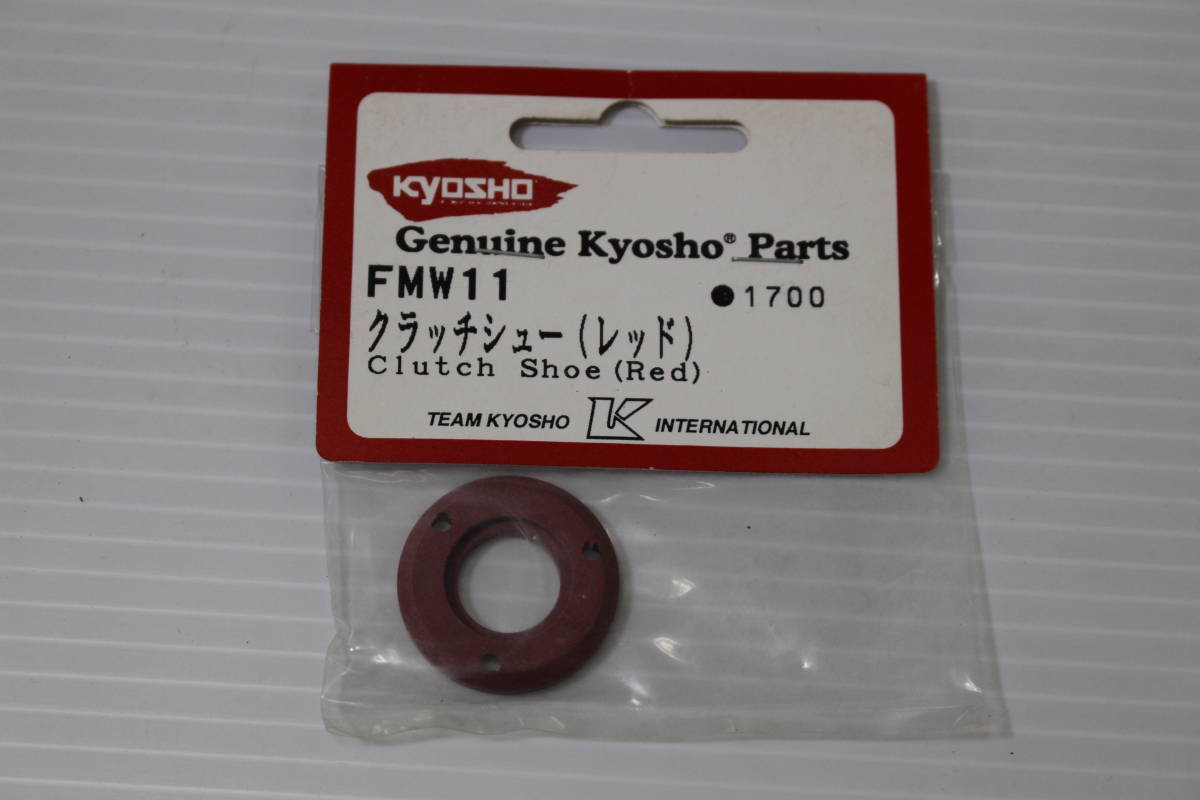 KYOSHO
Genuine Kyosho® Parts
FMW11 ●1700
クラッチシュー(レッド)
Clutch Shoe(Red)
TEAM KYOSHO K INTERNATIONAL